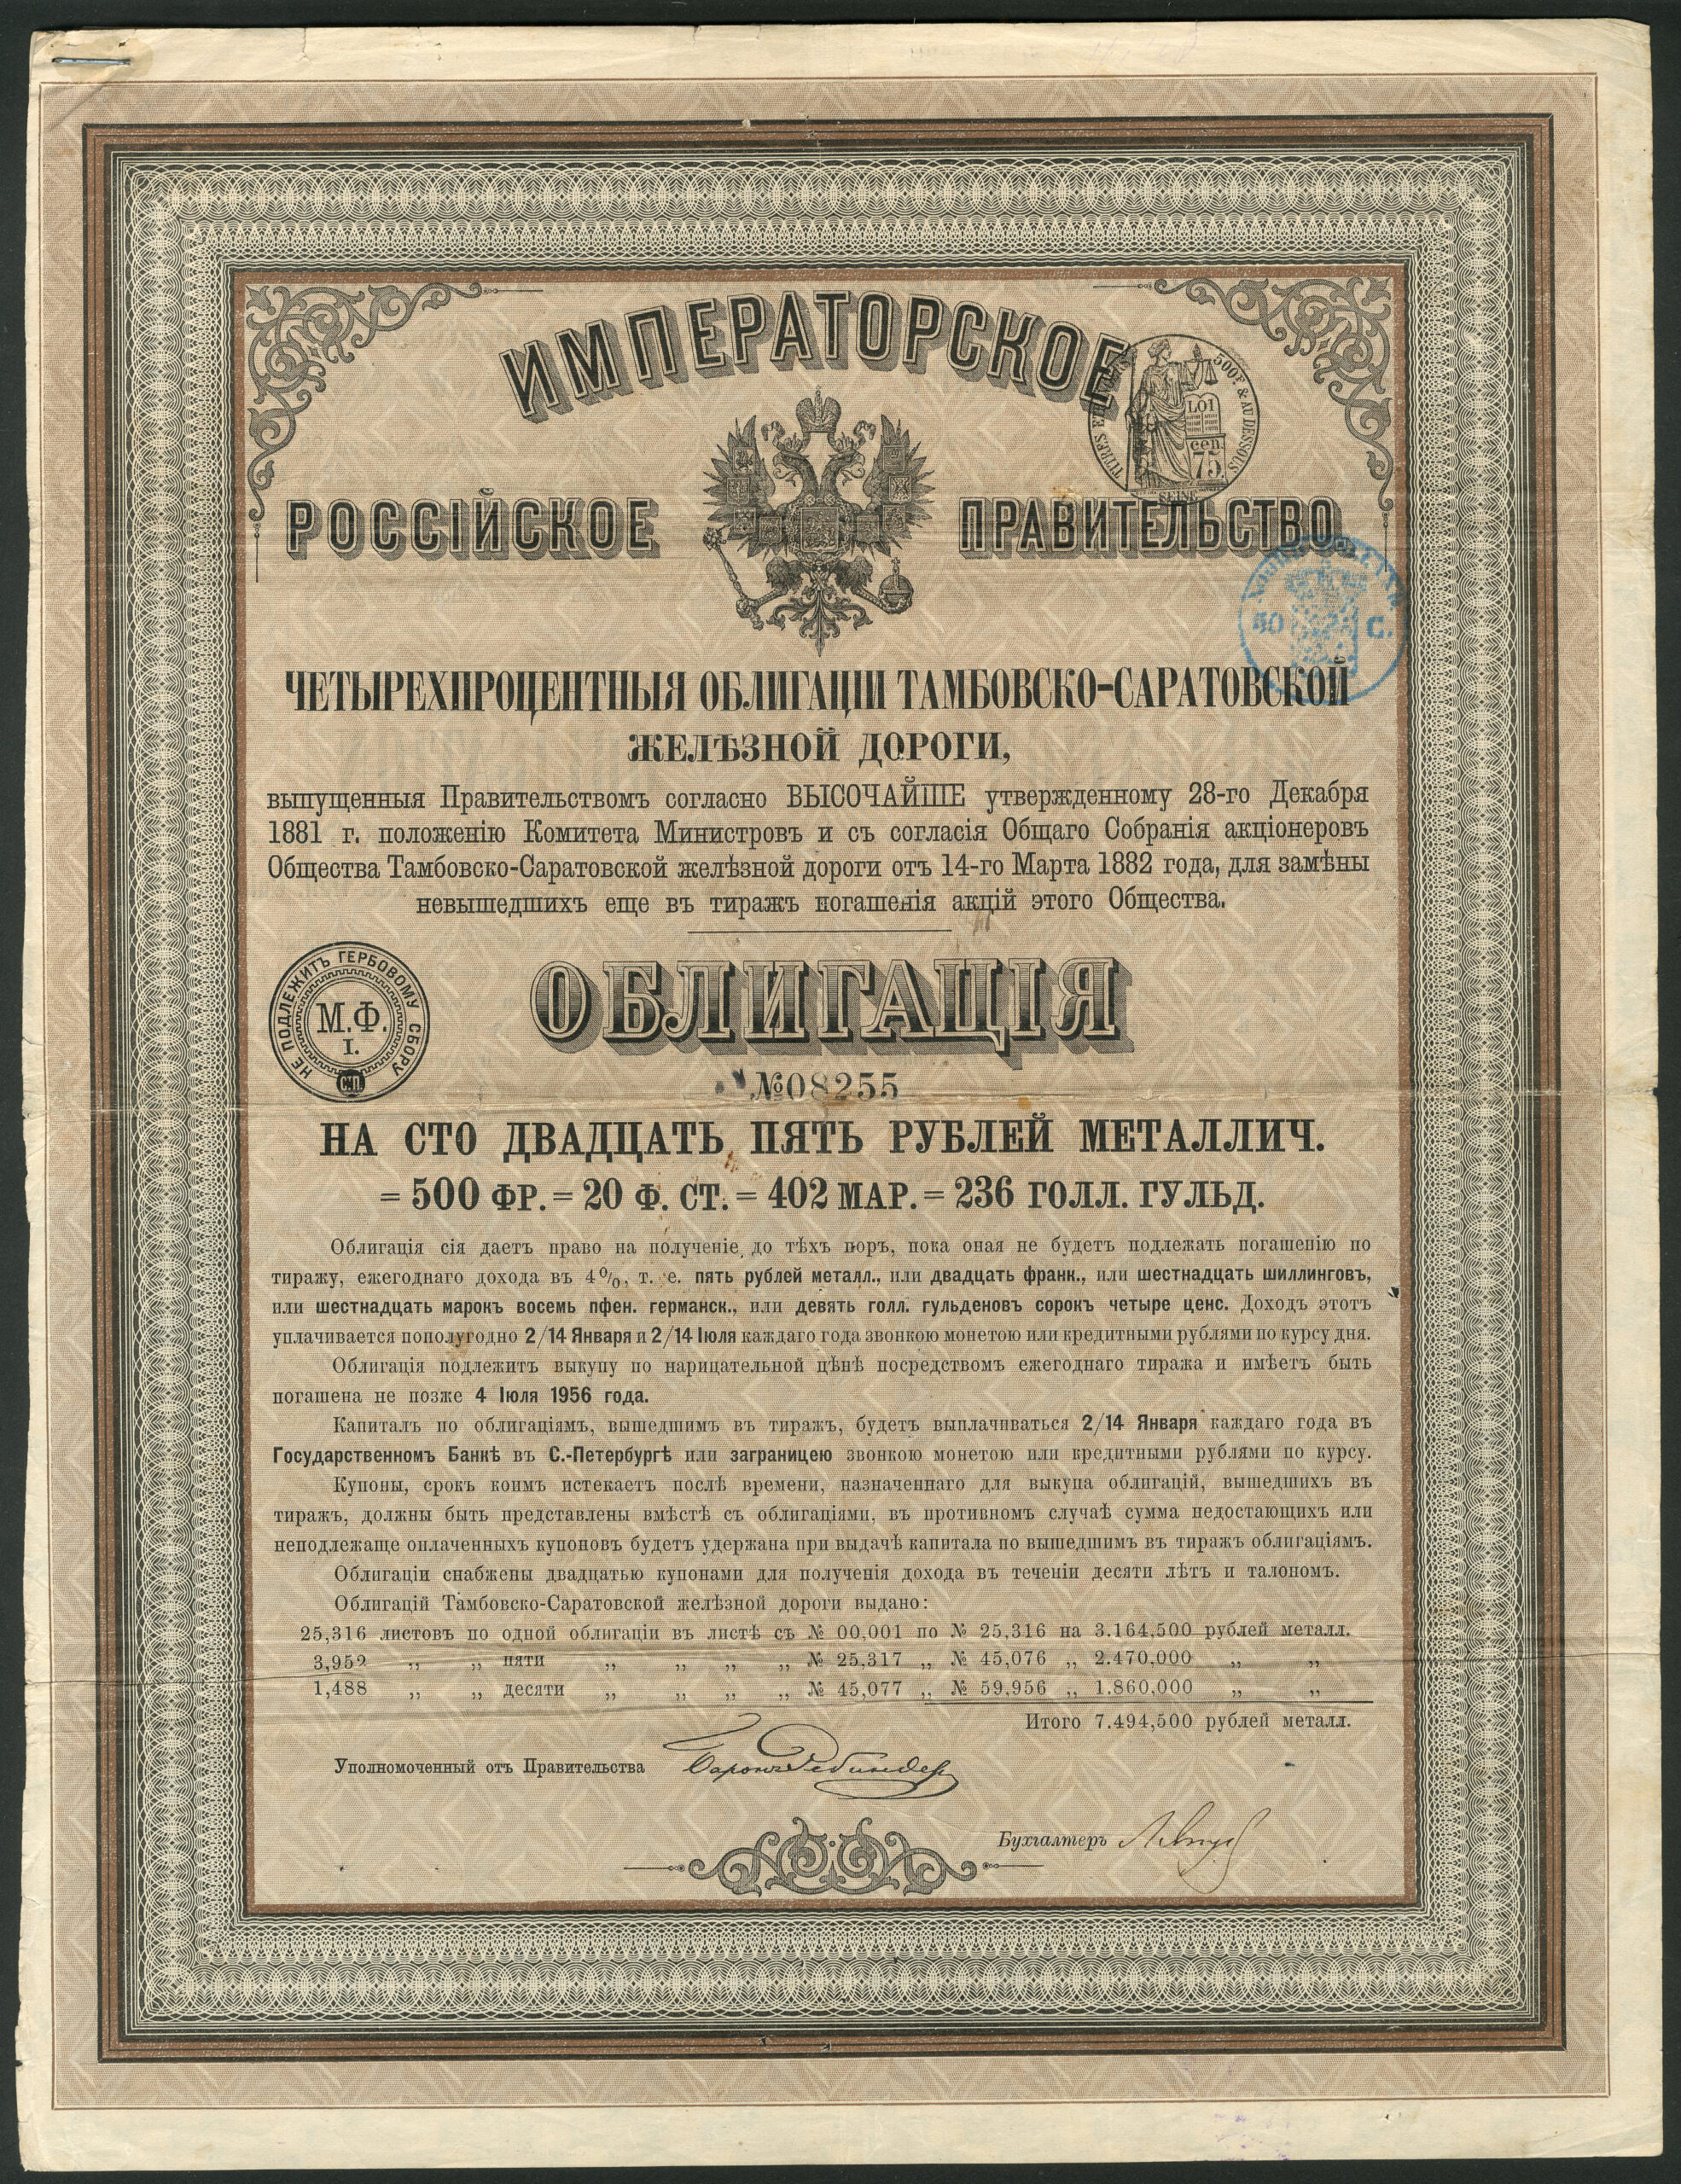 ИМПЕРАТОРСКОЕ
500F & AU DESSOUS
LOI
cen.
75
SEINE
РОССІЙСКОЕ ПРАВИТЕЛЬСТВО
50 C.
ЧЕТЫРЕХПРОЦЕНТНЫЯ ОБЛИГАЦІИ ТАМБОВСКО-САРАТОВСКОЙ
ЖЕЛѢЗНОЙ ДОРОГИ,
выпущенныя Правительствомъ согласно ВЫСОЧАЙШЕ утвержденному 28-го Декабря
1881 г. положенію Комитета Министровъ и съ согласія Общаго Собранія акціонеровъ
Общества Тамбовско-Саратовской желѣзной дороги отъ 14-го Марта 1882 года, для замѣны
невышедшихъ еще въ тиражъ погашенія акцій этого Общества.
НЕ ПОДЛЕЖИТЪ ГЕРБОВОМУ СБОРУ
М.Ф.
I.
С.П.
ОБЛИГАЦІЯ
№08255
НА СТО ДВАДЦАТЬ ПЯТЬ РУБЛЕЙ МЕТАЛЛИЧ.
= 500 ФР. = 20 Ф. СТ. = 402 МАР. = 236 ГОЛЛ. ГУЛЬД.
Облигація сія даетъ право на полученіе до тѣхъ поръ, пока оная не будетъ подлежать погашенію по
тиражу, ежегоднаго дохода въ 4%, т. е. пять рублей металл., или двадцать франк., или шестнадцать шиллинговъ,
или шестнадцать марокъ восемь пфен. германск., или девять голл. гульденовъ сорокъ четыре ценс. Доходъ этотъ
уплачивается пополугодно 2/14 Января и 2/14 Іюля каждаго года звонкою монетою или кредитными рублями по курсу дня.
Облигація подлежитъ выкупу по нарицательной цѣнѣ посредствомъ ежегоднаго тиража и имѣетъ быть
погашена не позже 4 Іюля 1956 года.
Капиталъ по облигаціямъ, вышедшимъ въ тиражъ, будетъ выплачиваться 2/14 Января каждаго года въ
Государственномъ Банкѣ въ С.-Петербургѣ или заграницею звонкою монетою или кредитными рублями по курсу.
Купоны, срокъ коимъ истекаетъ послѣ времени, назначеннаго для выкупа облигацій, вышедшихъ въ
тиражъ, должны быть представлены вмѣстѣ съ облигаціями, въ противномъ случаѣ сумма недостающихъ или
неподлежаще оплаченныхъ купоновъ будетъ удержана при выдачѣ капитала по вышедшимъ въ тиражъ облигаціямъ.
Облигаціи снабжены двадцатью купонами для полученія дохода въ теченіи десяти лѣтъ и талономъ.
Облигацій Тамбовско-Саратовской желѣзной дороги выдано:
25,316 листовъ по одной облигаціи въ листѣ съ № 00,001 по № 25,316 на 3.164,500 рублей металл.
3,952 „ „ пяти „ „ „ „ № 25,317 „ № 45,076 „ 2.470,000 „ „
1,488 „ „ десяти „ „ „ „ № 45,077 „ № 59,956 „ 1.860,000 „ „
Итого 7.494,500 рублей металл.
Уполномоченный отъ Правительства Баронъ Ребиндеръ
Бухгалтеръ